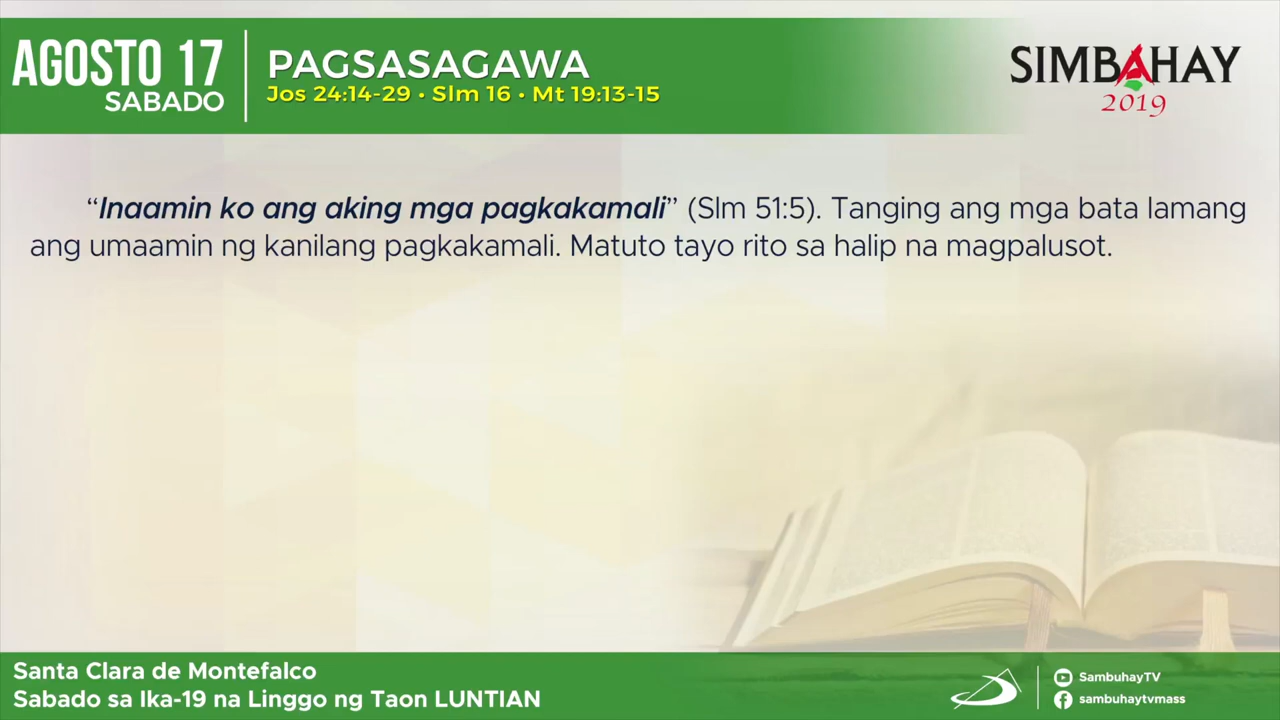 AGOSTO 17
SABADO
PAGSASAGAWA
Jos 24:14-29 • Slm 16 • Mt 19:13-15
SIMBAHAY
2019
“Inaamin ko ang aking mga pagkakamali” (Slm 51:5). Tanging ang mga bata lamang
ang umaamin ng kanilang pagkakamali. Matuto tayo rito sa halip na magpalusot.
Santa Clara de Montefalco
Sabado sa Ika-19 na Linggo ng Taon LUNTIAN
SambuhayTV
sambuhaytvmass